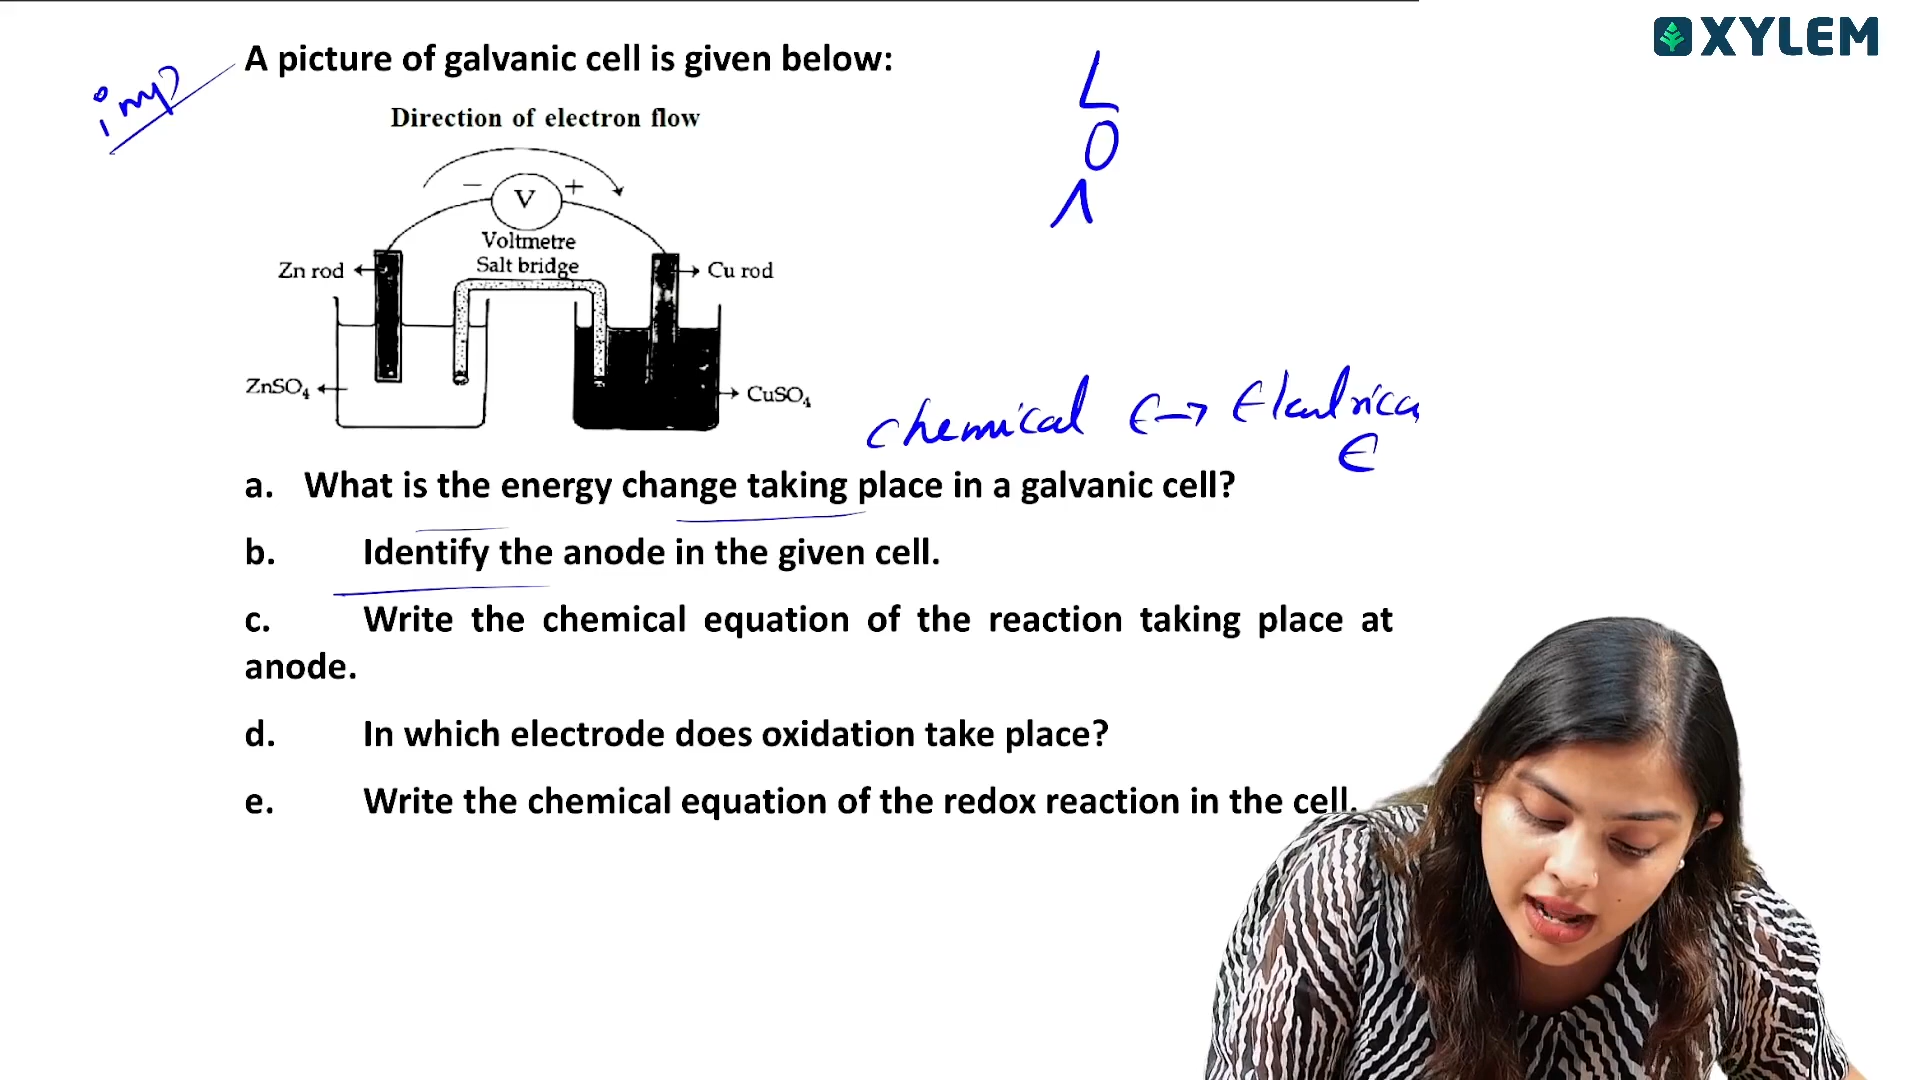 XYLEM
imp
A picture of galvanic cell is given below:
Direction of electron flow
− V +
Voltmetre
Salt bridge
Zn rod
Cu rod
ZnSO₄
CuSO₄
L
O
chemical E → Electrical
E
a. What is the energy change taking place in a galvanic cell?
b. Identify the anode in the given cell.
c. Write the chemical equation of the reaction taking place at
anode.
d. In which electrode does oxidation take place?
e. Write the chemical equation of the redox reaction in the cell.